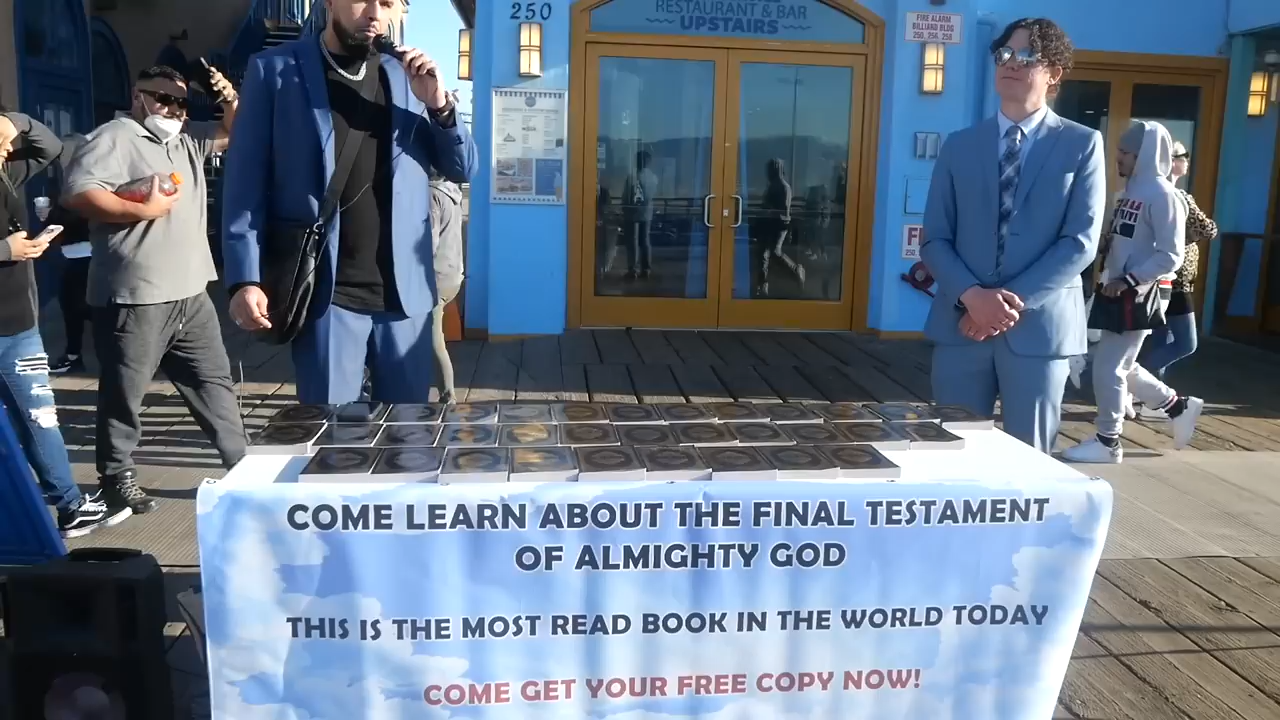 250
RESTAURANT & BAR
UPSTAIRS
FIRE ALARM
BILLIARD BLDG
250, 256, 258
COME LEARN ABOUT THE FINAL TESTAMENT
OF ALMIGHTY GOD
THIS IS THE MOST READ BOOK IN THE WORLD TODAY
COME GET YOUR FREE COPY NOW!